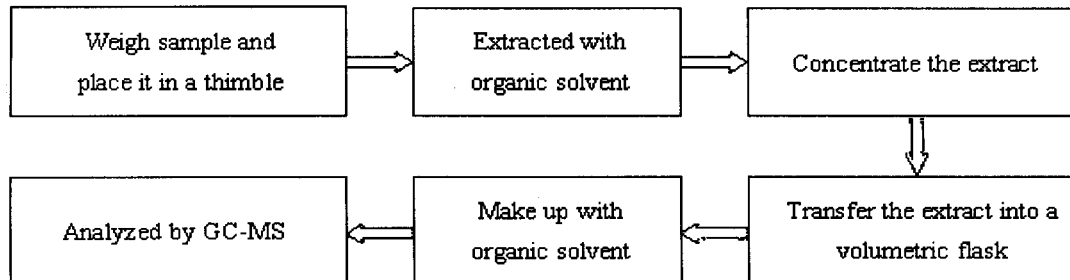 Weigh sample and
place it in a thimble
Extracted with
organic solvent
Concentrate the extract
Transfer the extract into a
volumetric flask
Make up with
organic solvent
Analyzed by GC-MS